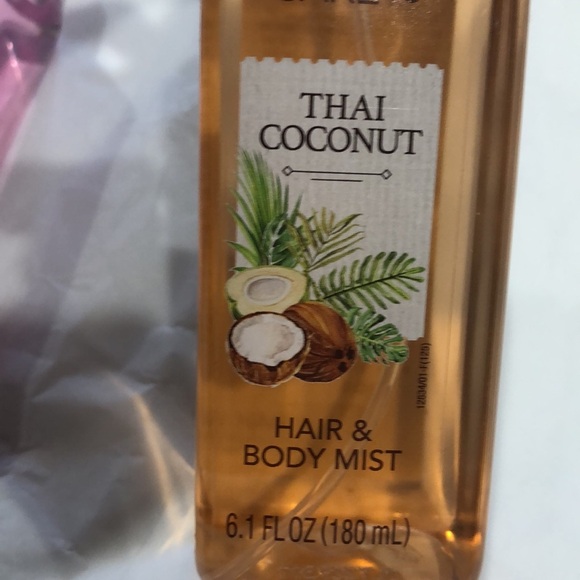 THAI
COCONUT
HAIR &
BODY MIST
6.1 FL OZ (180 mL)